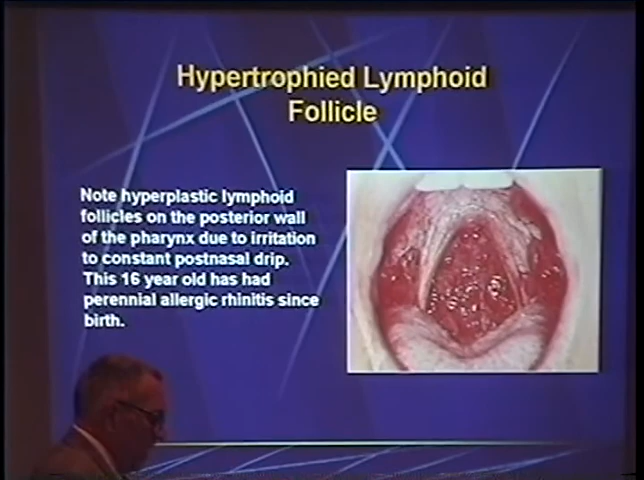 Hypertrophied Lymphoid
Follicle
Note hyperplastic lymphoid
follicles on the posterior wall
of the pharynx due to irritation
to constant postnasal drip.
This 16 year old has had
perennial allergic rhinitis since
birth.